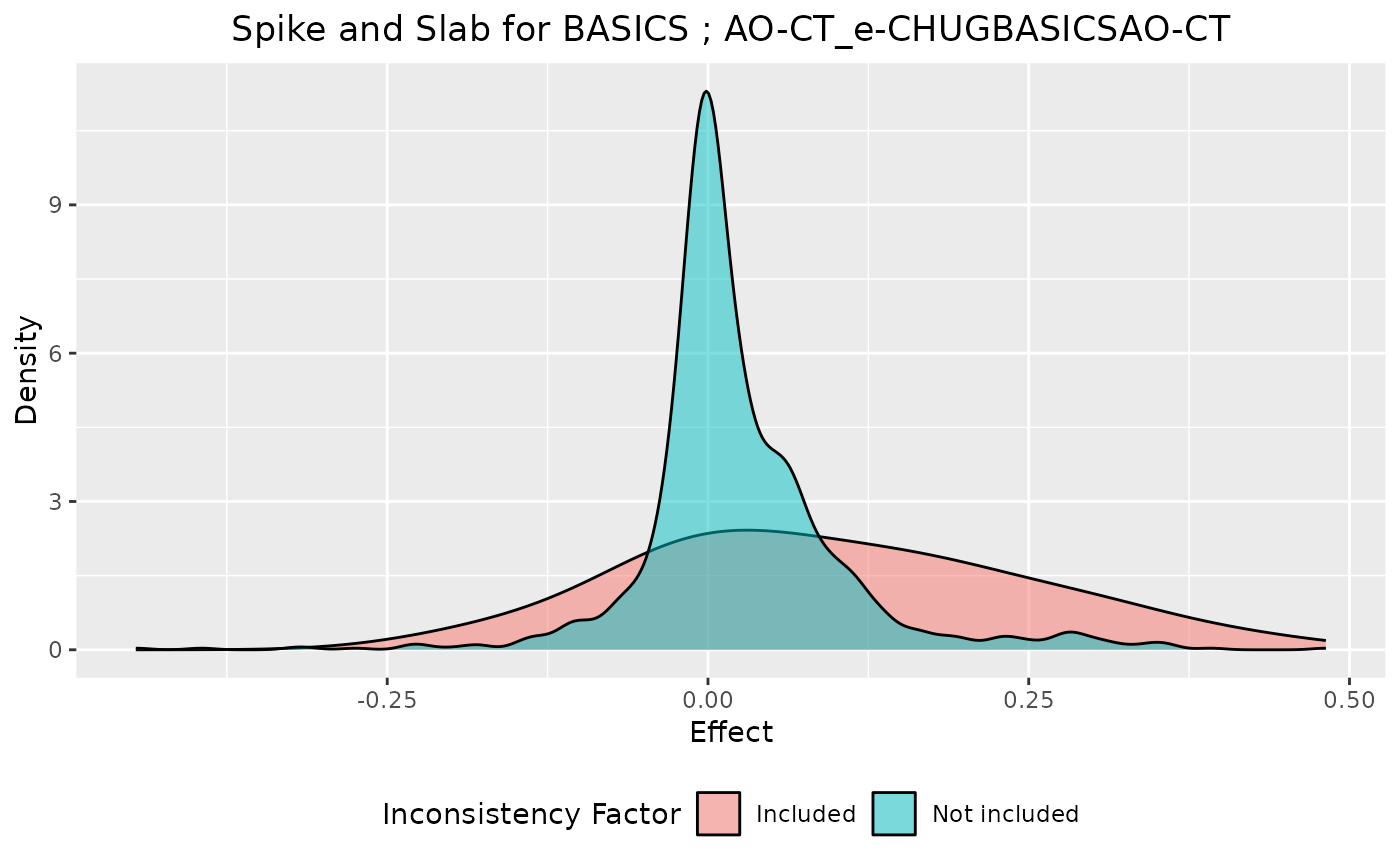 Spike and Slab for BASICS ; AO-CT_e-CHUGBASICSAO-CT
Density
9
6
3
0
-0.25 0.00 0.25 0.50
Effect
Inconsistency Factor Included Not included